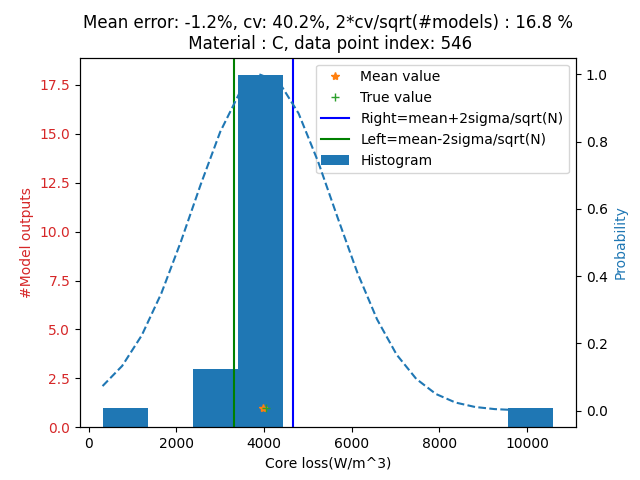 Mean error: -1.2%, cv: 40.2%, 2*cv/sqrt(#models) : 16.8 %
Material : C, data point index: 546
Mean value
True value
Right=mean+2sigma/sqrt(N)
Left=mean-2sigma/sqrt(N)
Histogram
#Model outputs
17.5
15.0
12.5
10.0
7.5
5.0
2.5
0.0
1.0
0.8
0.6
0.4
0.2
0.0
Probability
0 2000 4000 6000 8000 10000
Core loss(W/m^3)